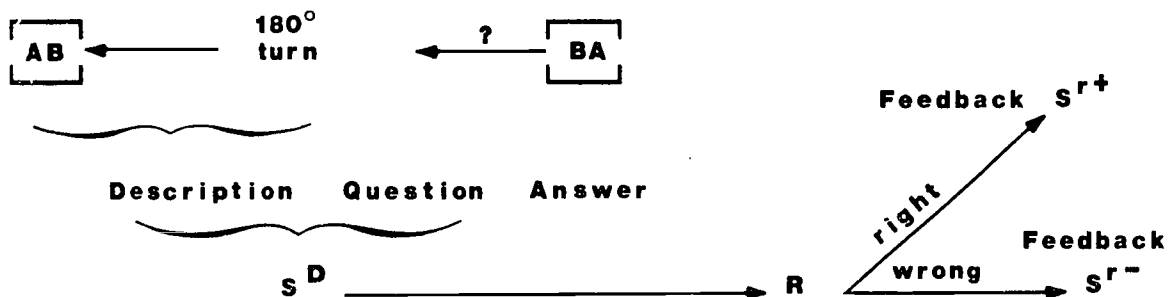 180°
AB turn ? BA
Feedback S^r+
Description Question Answer
right
Feedback
wrong S^r-
S^D R